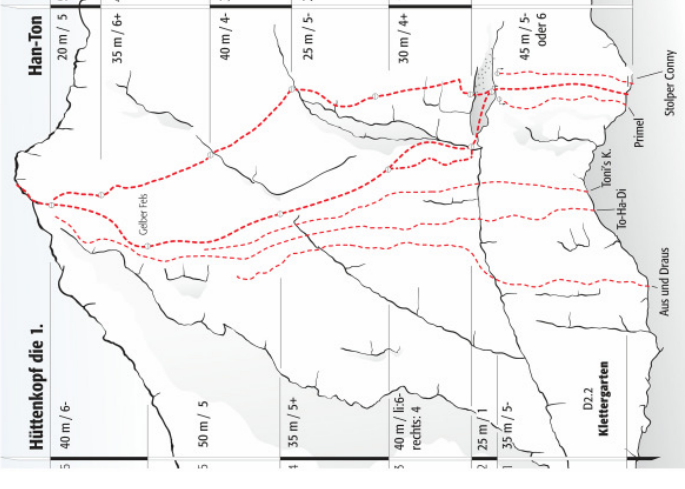 Han-Ton
20 m / 5
35 m / 6+
40 m / 4-
25 m / 5-
30 m / 4+
45 m / 5-
oder 6
Stolper Conny
Primel
Toni's K.
To-Ha-Di
Aus und Draus
Gelber Fels
Hüttenkopf die 1.
40 m / 6-
50 m / 5
35 m / 5+
40 m / li:6-
rechts: 4
25 m / 1
35 m / 5-
D2.2
Klettergarten